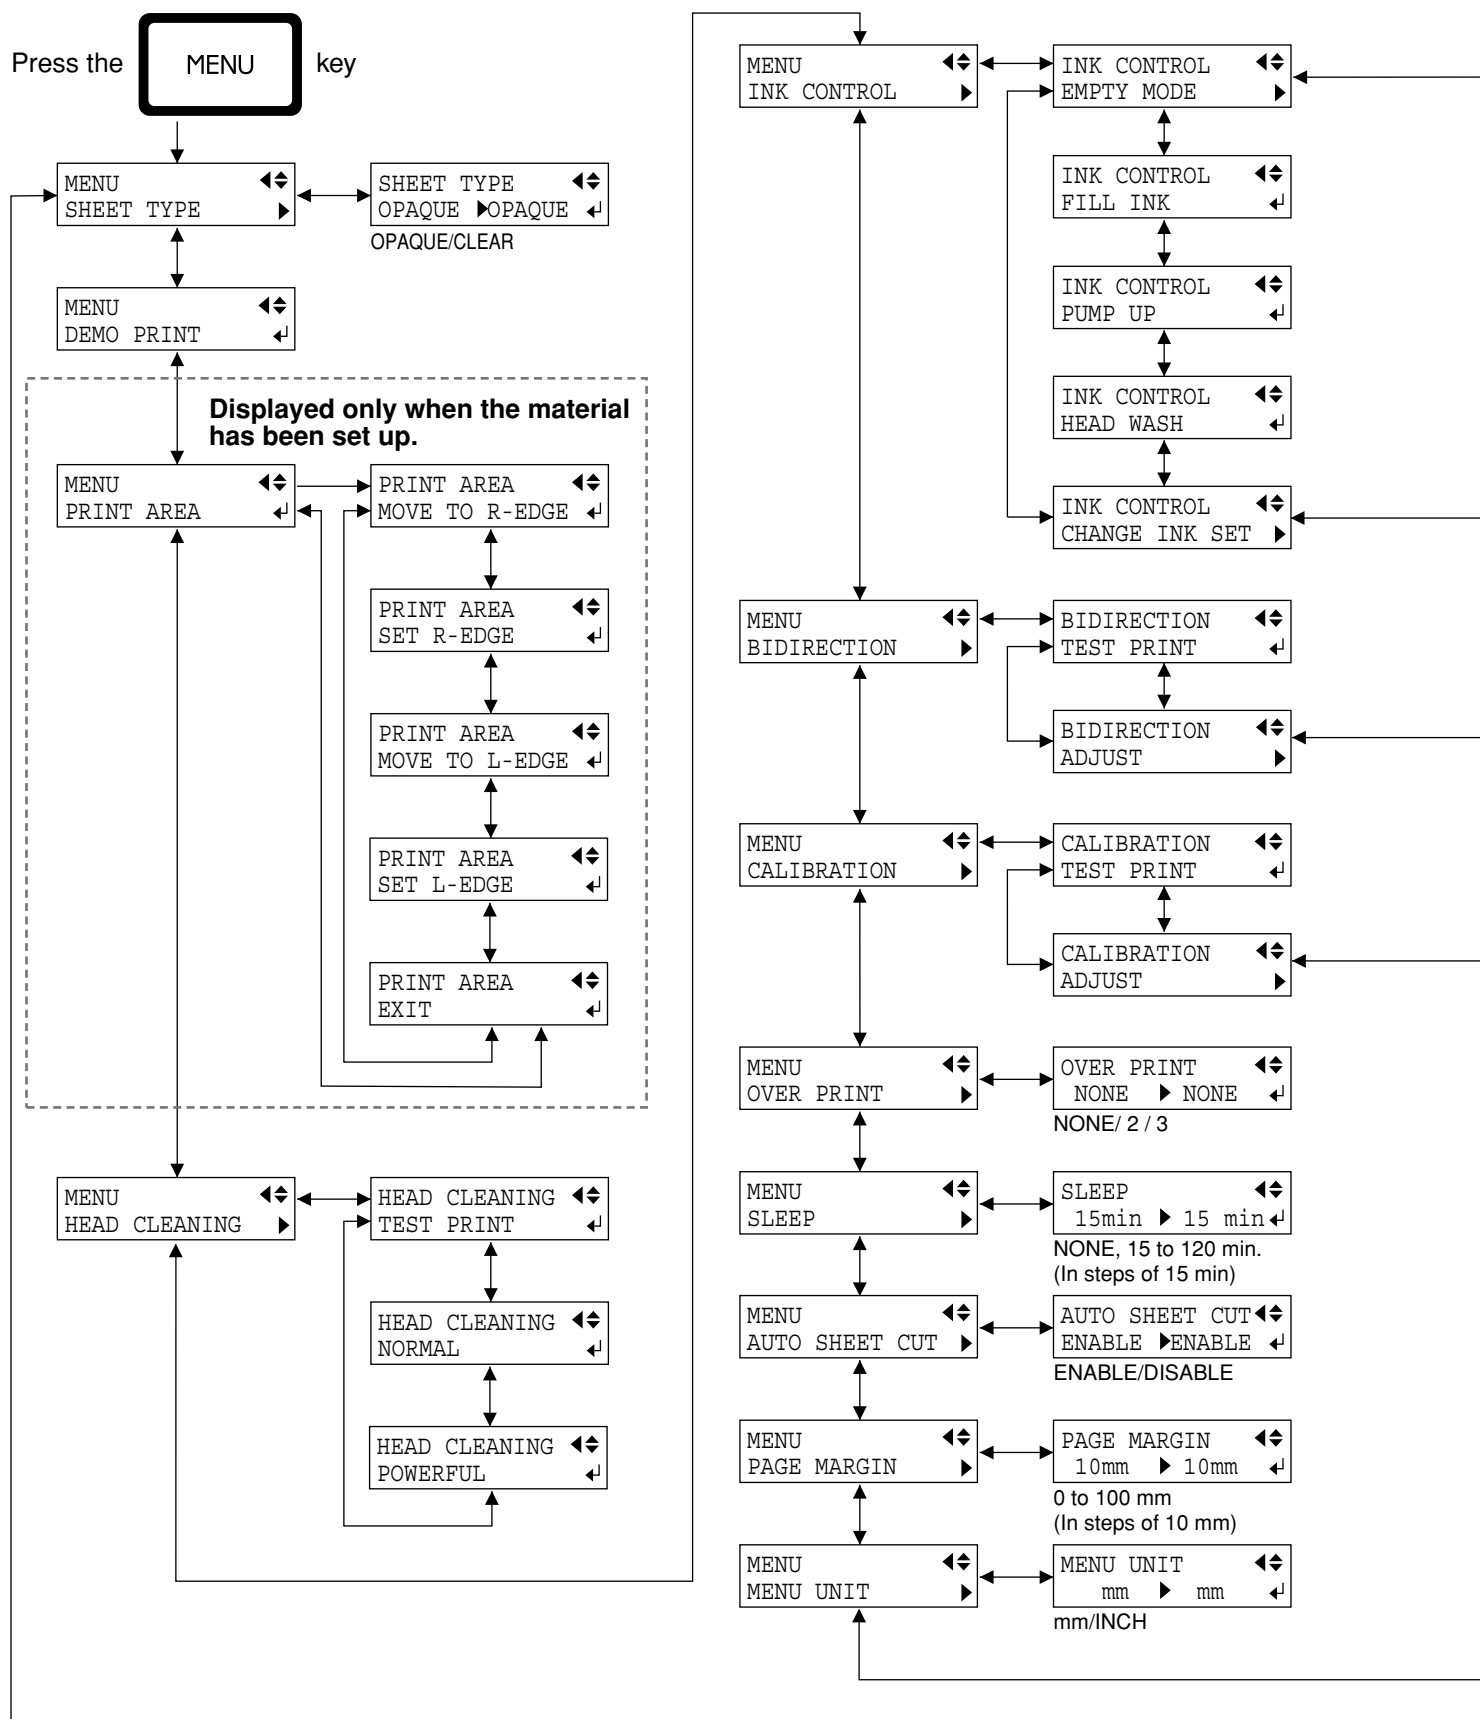 Press the MENU key
MENU
SHEET TYPE
SHEET TYPE
OPAQUE OPAQUE
OPAQUE/CLEAR
MENU
DEMO PRINT
Displayed only when the material
has been set up.
MENU
PRINT AREA
PRINT AREA
MOVE TO R-EDGE
PRINT AREA
SET R-EDGE
PRINT AREA
MOVE TO L-EDGE
PRINT AREA
SET L-EDGE
PRINT AREA
EXIT
MENU
HEAD CLEANING
HEAD CLEANING
TEST PRINT
HEAD CLEANING
NORMAL
HEAD CLEANING
POWERFUL
MENU
INK CONTROL
INK CONTROL
EMPTY MODE
INK CONTROL
FILL INK
INK CONTROL
PUMP UP
INK CONTROL
HEAD WASH
INK CONTROL
CHANGE INK SET
MENU
BIDIRECTION
BIDIRECTION
TEST PRINT
BIDIRECTION
ADJUST
MENU
CALIBRATION
CALIBRATION
TEST PRINT
CALIBRATION
ADJUST
MENU
OVER PRINT
OVER PRINT
NONE NONE
NONE/ 2 / 3
MENU
SLEEP
SLEEP
15min 15 min
NONE, 15 to 120 min.
(In steps of 15 min)
MENU
AUTO SHEET CUT
AUTO SHEET CUT
ENABLE ENABLE
ENABLE/DISABLE
MENU
PAGE MARGIN
PAGE MARGIN
10mm 10mm
0 to 100 mm
(In steps of 10 mm)
MENU
MENU UNIT
MENU UNIT
mm mm
mm/INCH